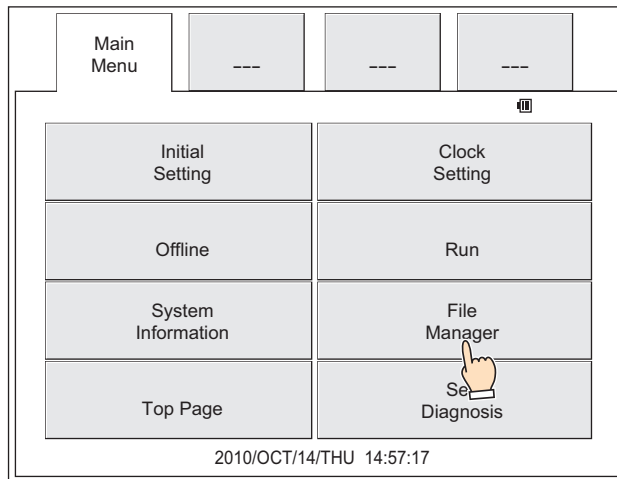 Main
Menu
---
---
---
Initial
Setting
Clock
Setting
Offline
Run
System
Information
File
Manager
Top Page
Se
Diagnosis
2010/OCT/14/THU 14:57:17